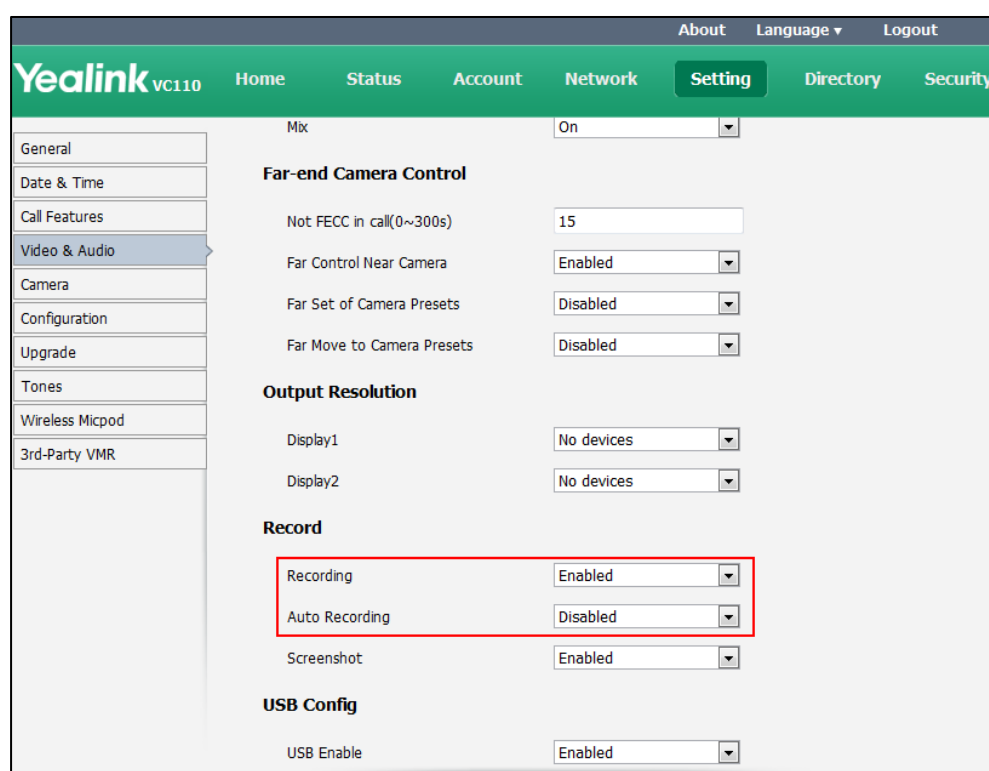 About Language ▾ Logout
Yealink VC110 Home Status Account Network Setting Directory Security
General
Date & Time
Call Features
Video & Audio
Camera
Configuration
Upgrade
Tones
Wireless Micpod
3rd-Party VMR
Mix On
Far-end Camera Control
Not FECC in call(0~300s) 15
Far Control Near Camera Enabled
Far Set of Camera Presets Disabled
Far Move to Camera Presets Disabled
Output Resolution
Display1 No devices
Display2 No devices
Record
Recording Enabled
Auto Recording Disabled
Screenshot Enabled
USB Config
USB Enable Enabled